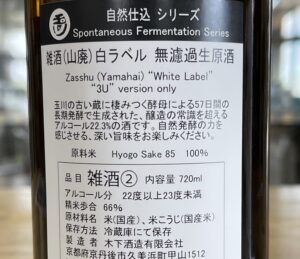 自然仕込 シリーズ
Spontaneous Fermentation Series
雑酒(山廃)白ラベル 無濾過生原酒
Zasshu (Yamahai) “White Label”
“3U” version only
玉川の古い蔵に棲みつく酵母による57日間の
長期発酵で生成された、醸造の常識を超える
アルコール22.3%の酒です。自然発酵の力を
感じさせる、深い旨味をお楽しみください。
原料米 Hyogo Sake 85 100%
品目 雑酒② 内容量 720ml
アルコール分 22度以上23度未満
精米歩合 66%
原材料名 米(国産)、米こうじ(国産米)
保存方法 冷蔵庫にて保存
製造者 木下酒造有限会社
京都府京丹後市久美浜町甲山1512